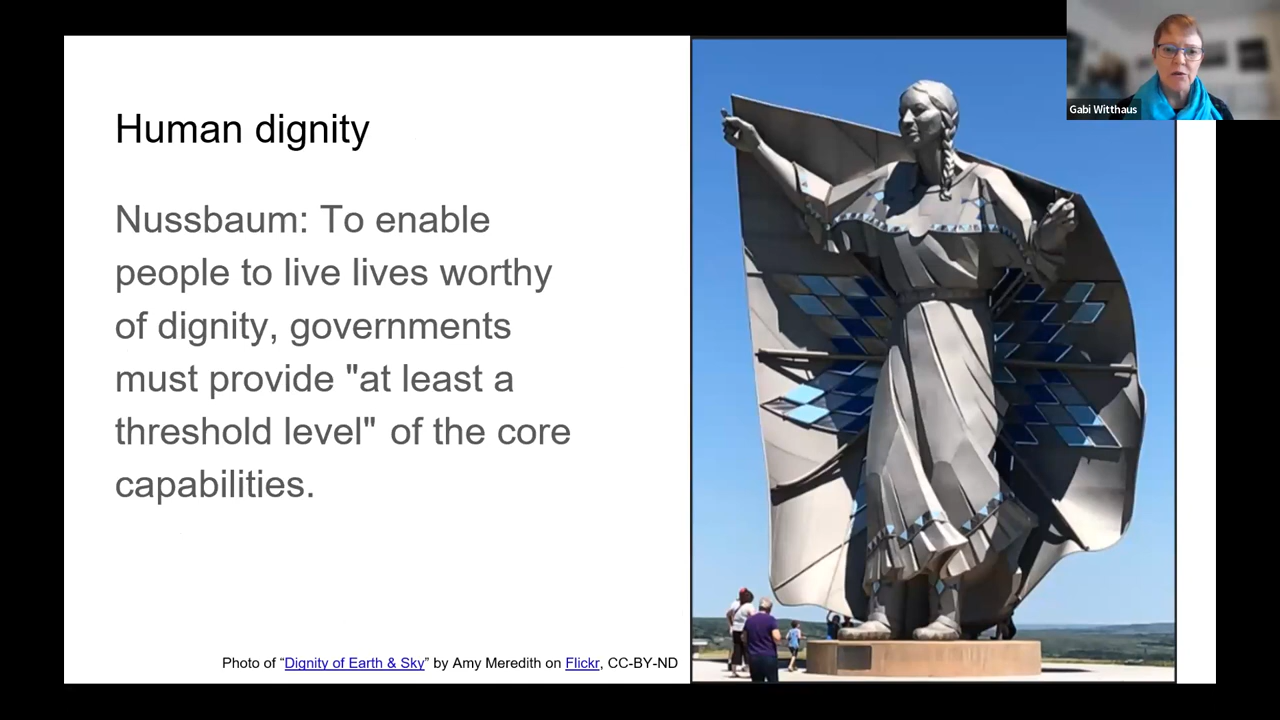 Gabi Witthaus
Human dignity
Nussbaum: To enable
people to live lives worthy
of dignity, governments
must provide "at least a
threshold level" of the core
capabilities.
Photo of “Dignity of Earth & Sky” by Amy Meredith on Flickr, CC-BY-ND